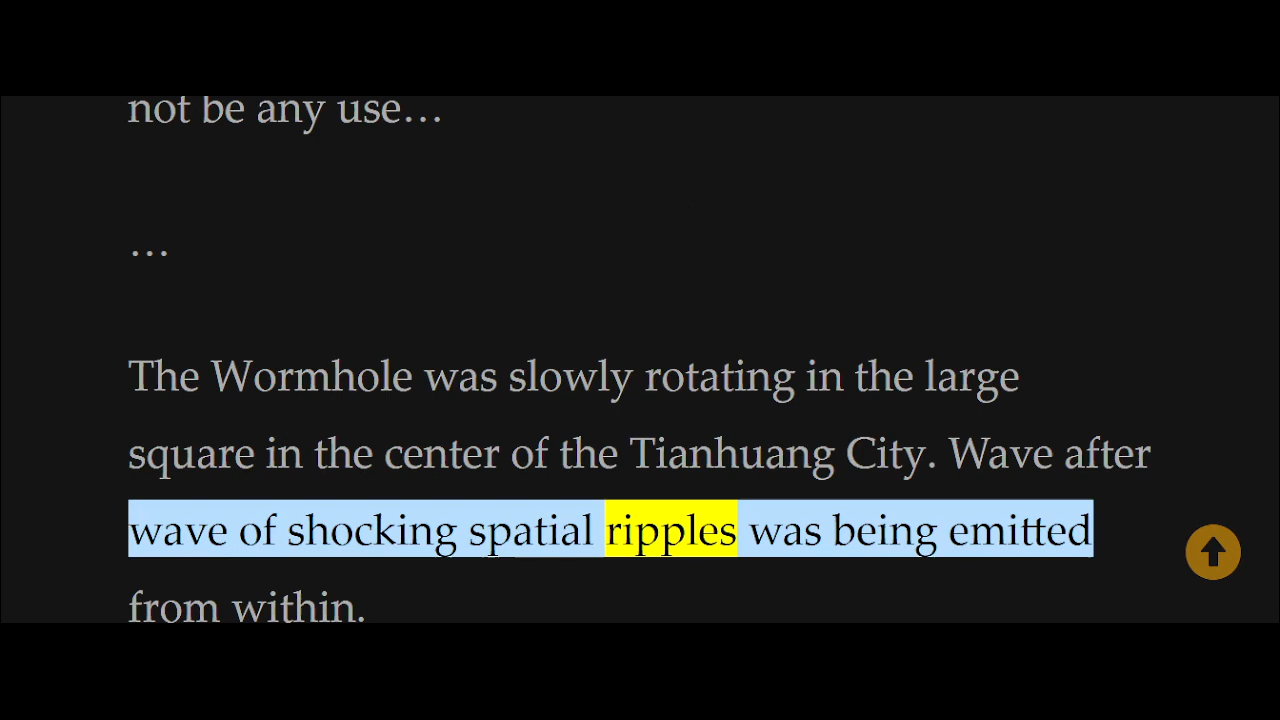 not be any use…
…
The Wormhole was slowly rotating in the large
square in the center of the Tianhuang City. Wave after
wave of shocking spatial ripples was being emitted
from within.